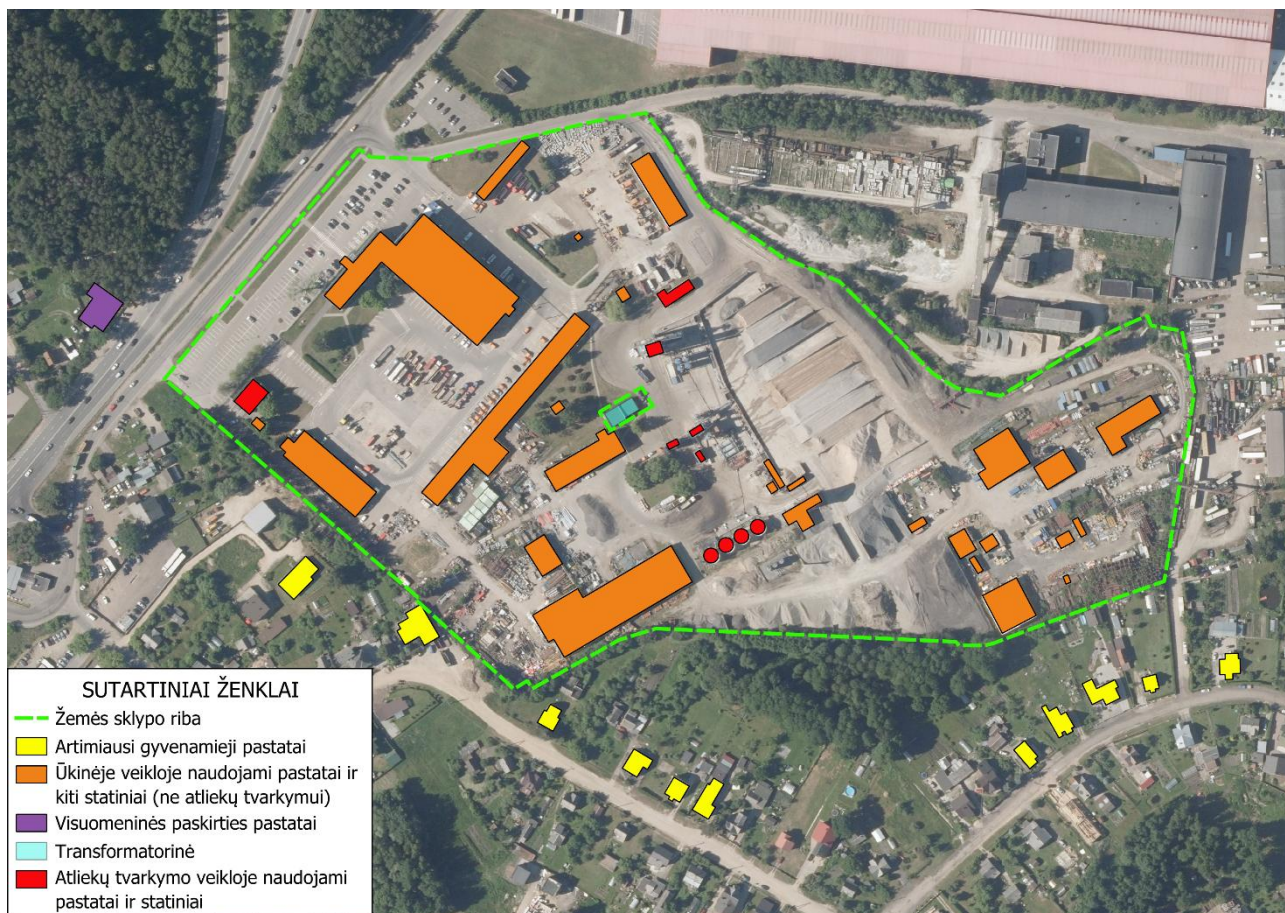 SUTARTINIAI ŽENKLAI
Žemės sklypo riba
Artimiausi gyvenamieji pastatai
Ūkinėje veikloje naudojami pastatai ir
kiti statiniai (ne atliekų tvarkymui)
Visuomeninės paskirties pastatai
Transformatorinė
Atliekų tvarkymo veikloje naudojami
pastatai ir statiniai